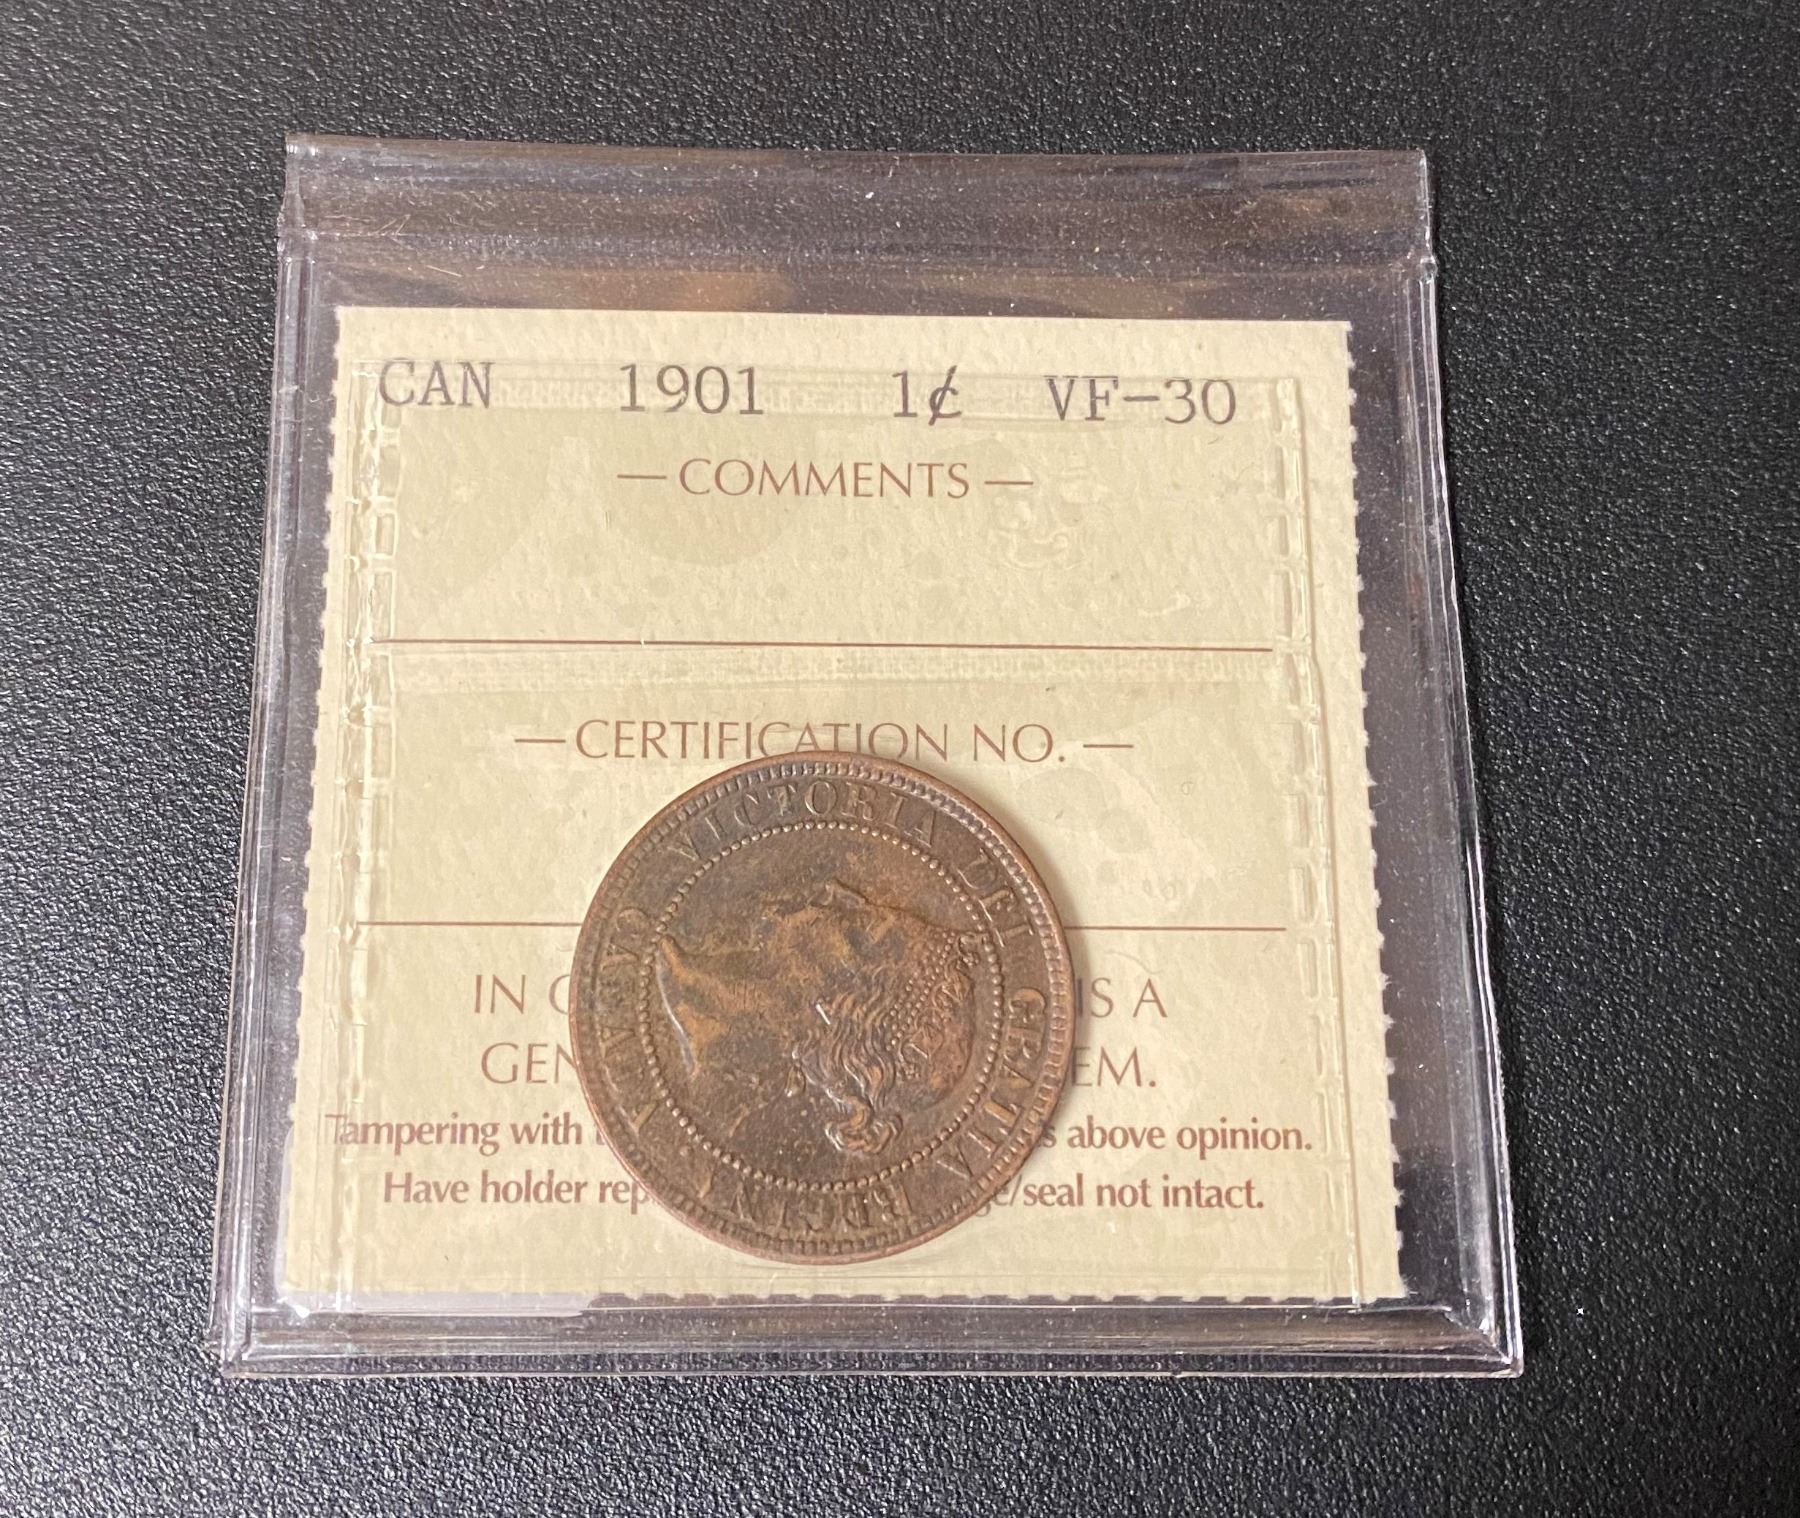 CAN 1901 1¢ VF-30
— COMMENTS —
— CERTIFICATION NO. —
VICTORIA DEI GRATIA REGINA. CANADA
IN IS A
GEN EM.
Tampering with above opinion.
Have holder rep /seal not intact.